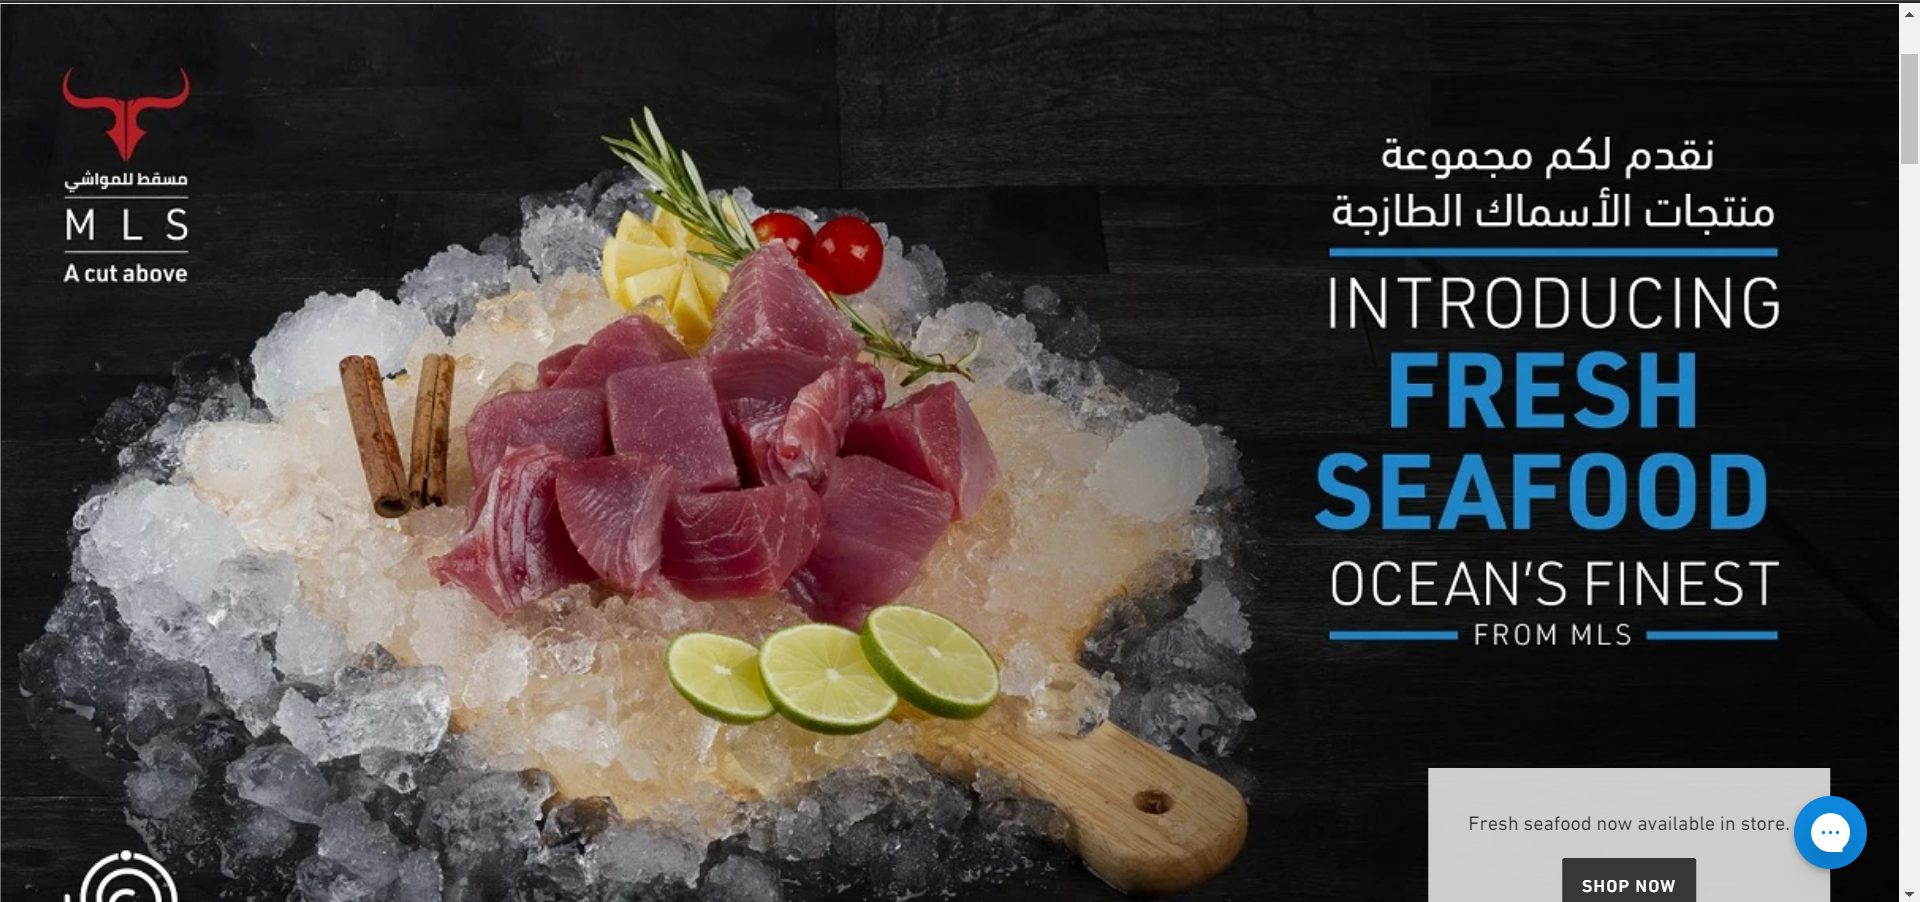 مسقط للمواشي
MLS
A cut above
نقدم لكم مجموعة
منتجات الأسماك الطازجة
INTRODUCING
FRESH
SEAFOOD
OCEAN'S FINEST
FROM MLS
Fresh seafood now available in store.
SHOP NOW